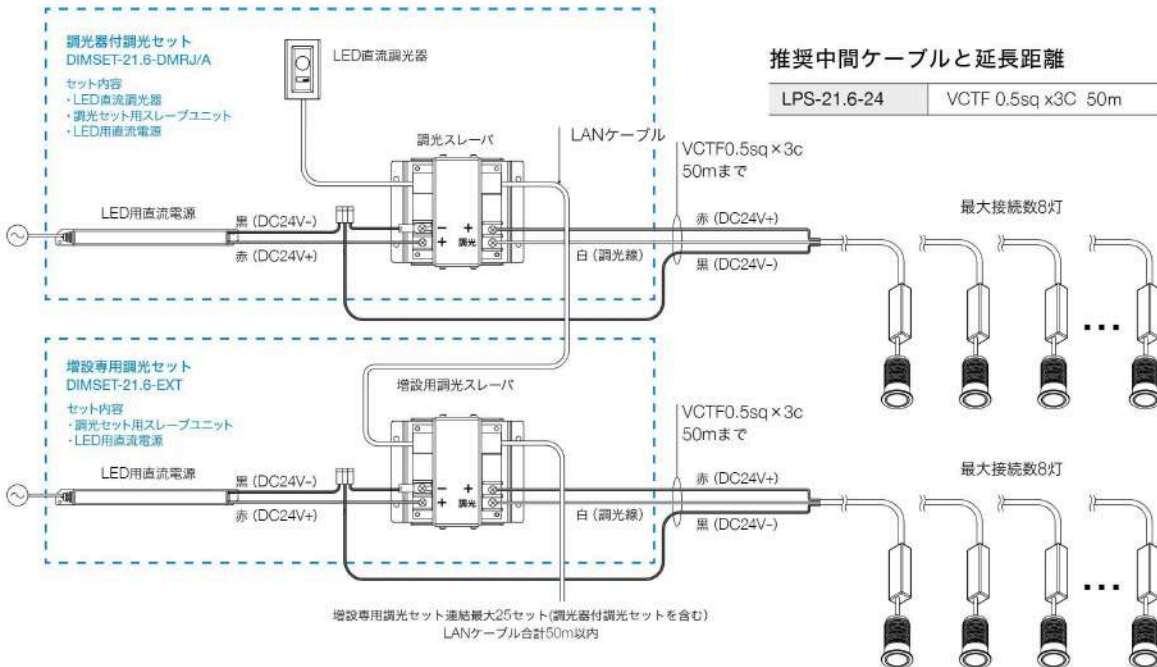 調光器付調光セット
DIMSET-21.6-DMRJ/A
セット内容
・LED直流調光器
・調光セット用スレーブユニット
・LED用直流電源
LED直流調光器
推奨中間ケーブルと延長距離
LPS-21.6-24 VCTF 0.5sq x3C 50m
調光スレーバ
LANケーブル
VCTF0.5sq×3c
50mまで
LED用直流電源
黒 (DC24V-)
赤 (DC24V+)
- +
+ 調光
赤 (DC24V+)
白 (調光線)
黒 (DC24V-)
最大接続数8灯
...
増設専用調光セット
DIMSET-21.6-EXT
セット内容
・調光セット用スレーブユニット
・LED用直流電源
増設用調光スレーバ
VCTF0.5sq×3c
50mまで
LED用直流電源
黒 (DC24V-)
赤 (DC24V+)
- +
+ 調光
赤 (DC24V+)
白 (調光線)
黒 (DC24V-)
最大接続数8灯
...
増設専用調光セット連結最大25セット(調光器付調光セットを含む)
LANケーブル合計50m以内